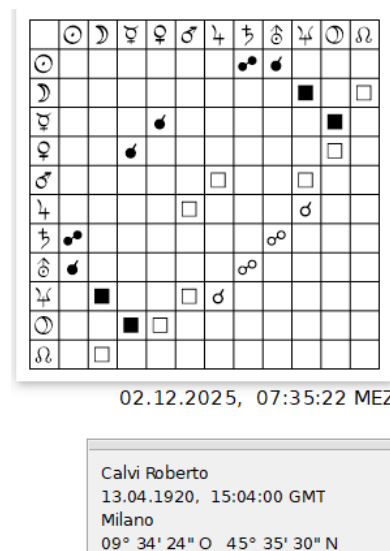 02.12.2025, 07:35:22 MEZ
Calvi Roberto
13.04.1920, 15:04:00 GMT
Milano
09° 34' 24" O 45° 35' 30" N